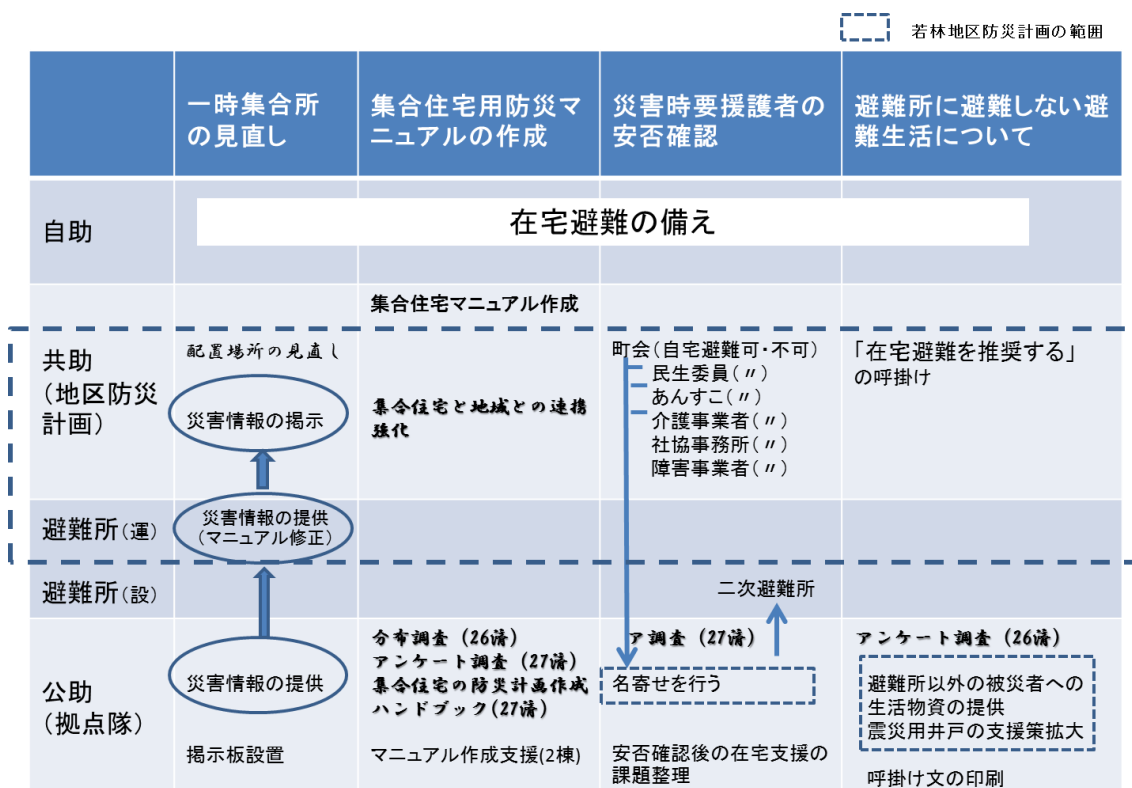 若林地区防災計画の範囲
一時集合所
の見直し
集合住宅用防災マ
ニュアルの作成
災害時要援護者の
安否確認
避難所に避難しない避
難生活について
自助
在宅避難の備え
共助
(地区防災
計画)
配置場所の見直し
災害情報の掲示
集合住宅マニュアル作成
集合住宅と地域との連携
強化
町会(自宅避難可・不可)
民生委員(〃)
あんすこ(〃)
介護事業者(〃)
社協事務所(〃)
障害事業者(〃)
「在宅避難を推奨する」
の呼掛け
避難所(運)
災害情報の提供
(マニュアル修正)
避難所(設)
二次避難所
公助
(拠点隊)
災害情報の提供
掲示板設置
分布調査(26済)
アンケート調査(27済)
集合住宅の防災計画作成
ハンドブック(27済)
マニュアル作成支援(2棟)
ア調査(27済)
名寄せを行う
安否確認後の在宅支援の
課題整理
アンケート調査(26済)
避難所以外の被災者への
生活物資の提供
震災用井戸の支援策拡大
呼掛け文の印刷